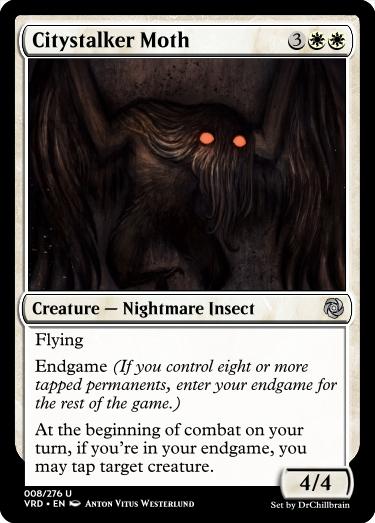 Citystalker Moth 3
Creature — Nightmare Insect
Flying
Endgame (If you control eight or more
tapped permanents, enter your endgame for
the rest of the game.)
At the beginning of combat on your
turn, if you're in your endgame, you
may tap target creature.
4/4
008/276 U
VRD • EN Anton Vitus Westerlund
Set by DrChillbrain